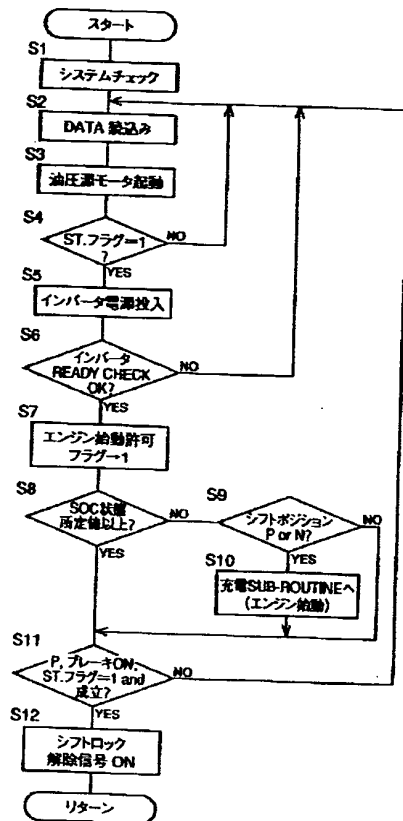 スタート
S1
システムチェック
S2
DATA 読込み
S3
油圧源モータ起動
S4
ST.フラグ=1
?
NO
YES
S5
インバータ電源投入
S6
インバータ
READY CHECK
OK?
NO
YES
S7
エンジン始動許可
フラグ→1
S8
SOC状態
所定値以上?
NO
YES
S9
シフトポジション
P or N?
NO
YES
S10
充電SUB-ROUTINEへ
(エンジン始動)
S11
P, ブレーキON,
ST.フラグ=1 and
成立?
NO
YES
S12
シフトロック
解除信号 ON
リターン